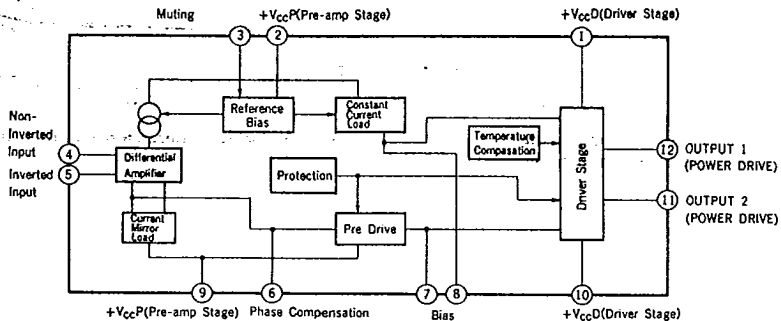 Muting
+VccP(Pre-amp Stage)
+VccD(Driver Stage)
3
2
1
Reference
Bias
Constant
Current
Load
Non-
Inverted
Input
4
Inverted
Input
5
Differential
Amplifier
Temperature
Compasation
Driver Stage
12
OUTPUT 1
(POWER DRIVE)
Protection
11
OUTPUT 2
(POWER DRIVE)
Current
Mirror
Load
Pre Drive
9
6
7
8
10
+VccP(Pre-amp Stage)
Phase Compensation
Bias
+VccD(Driver Stage)